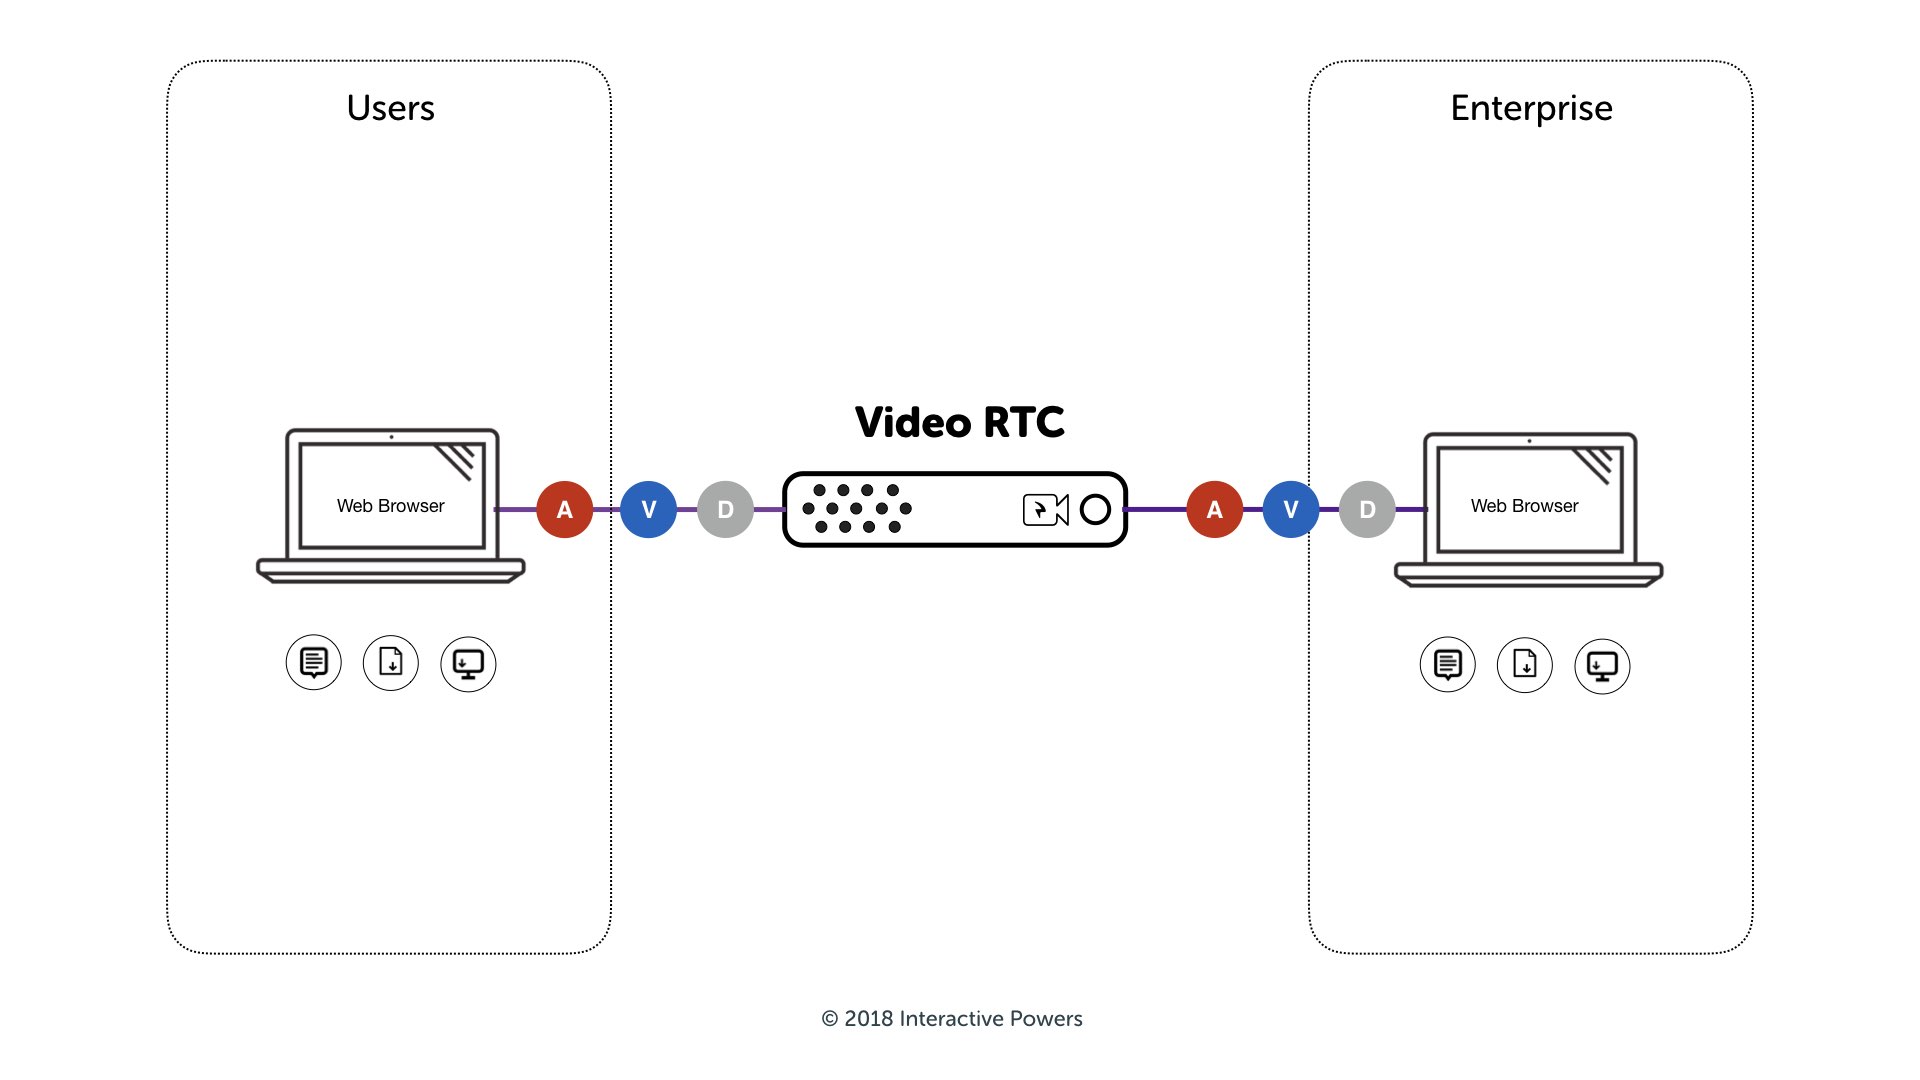 Users
Enterprise
Video RTC
Web Browser
A
V
D
A
V
D
Web Browser
© 2018 Interactive Powers